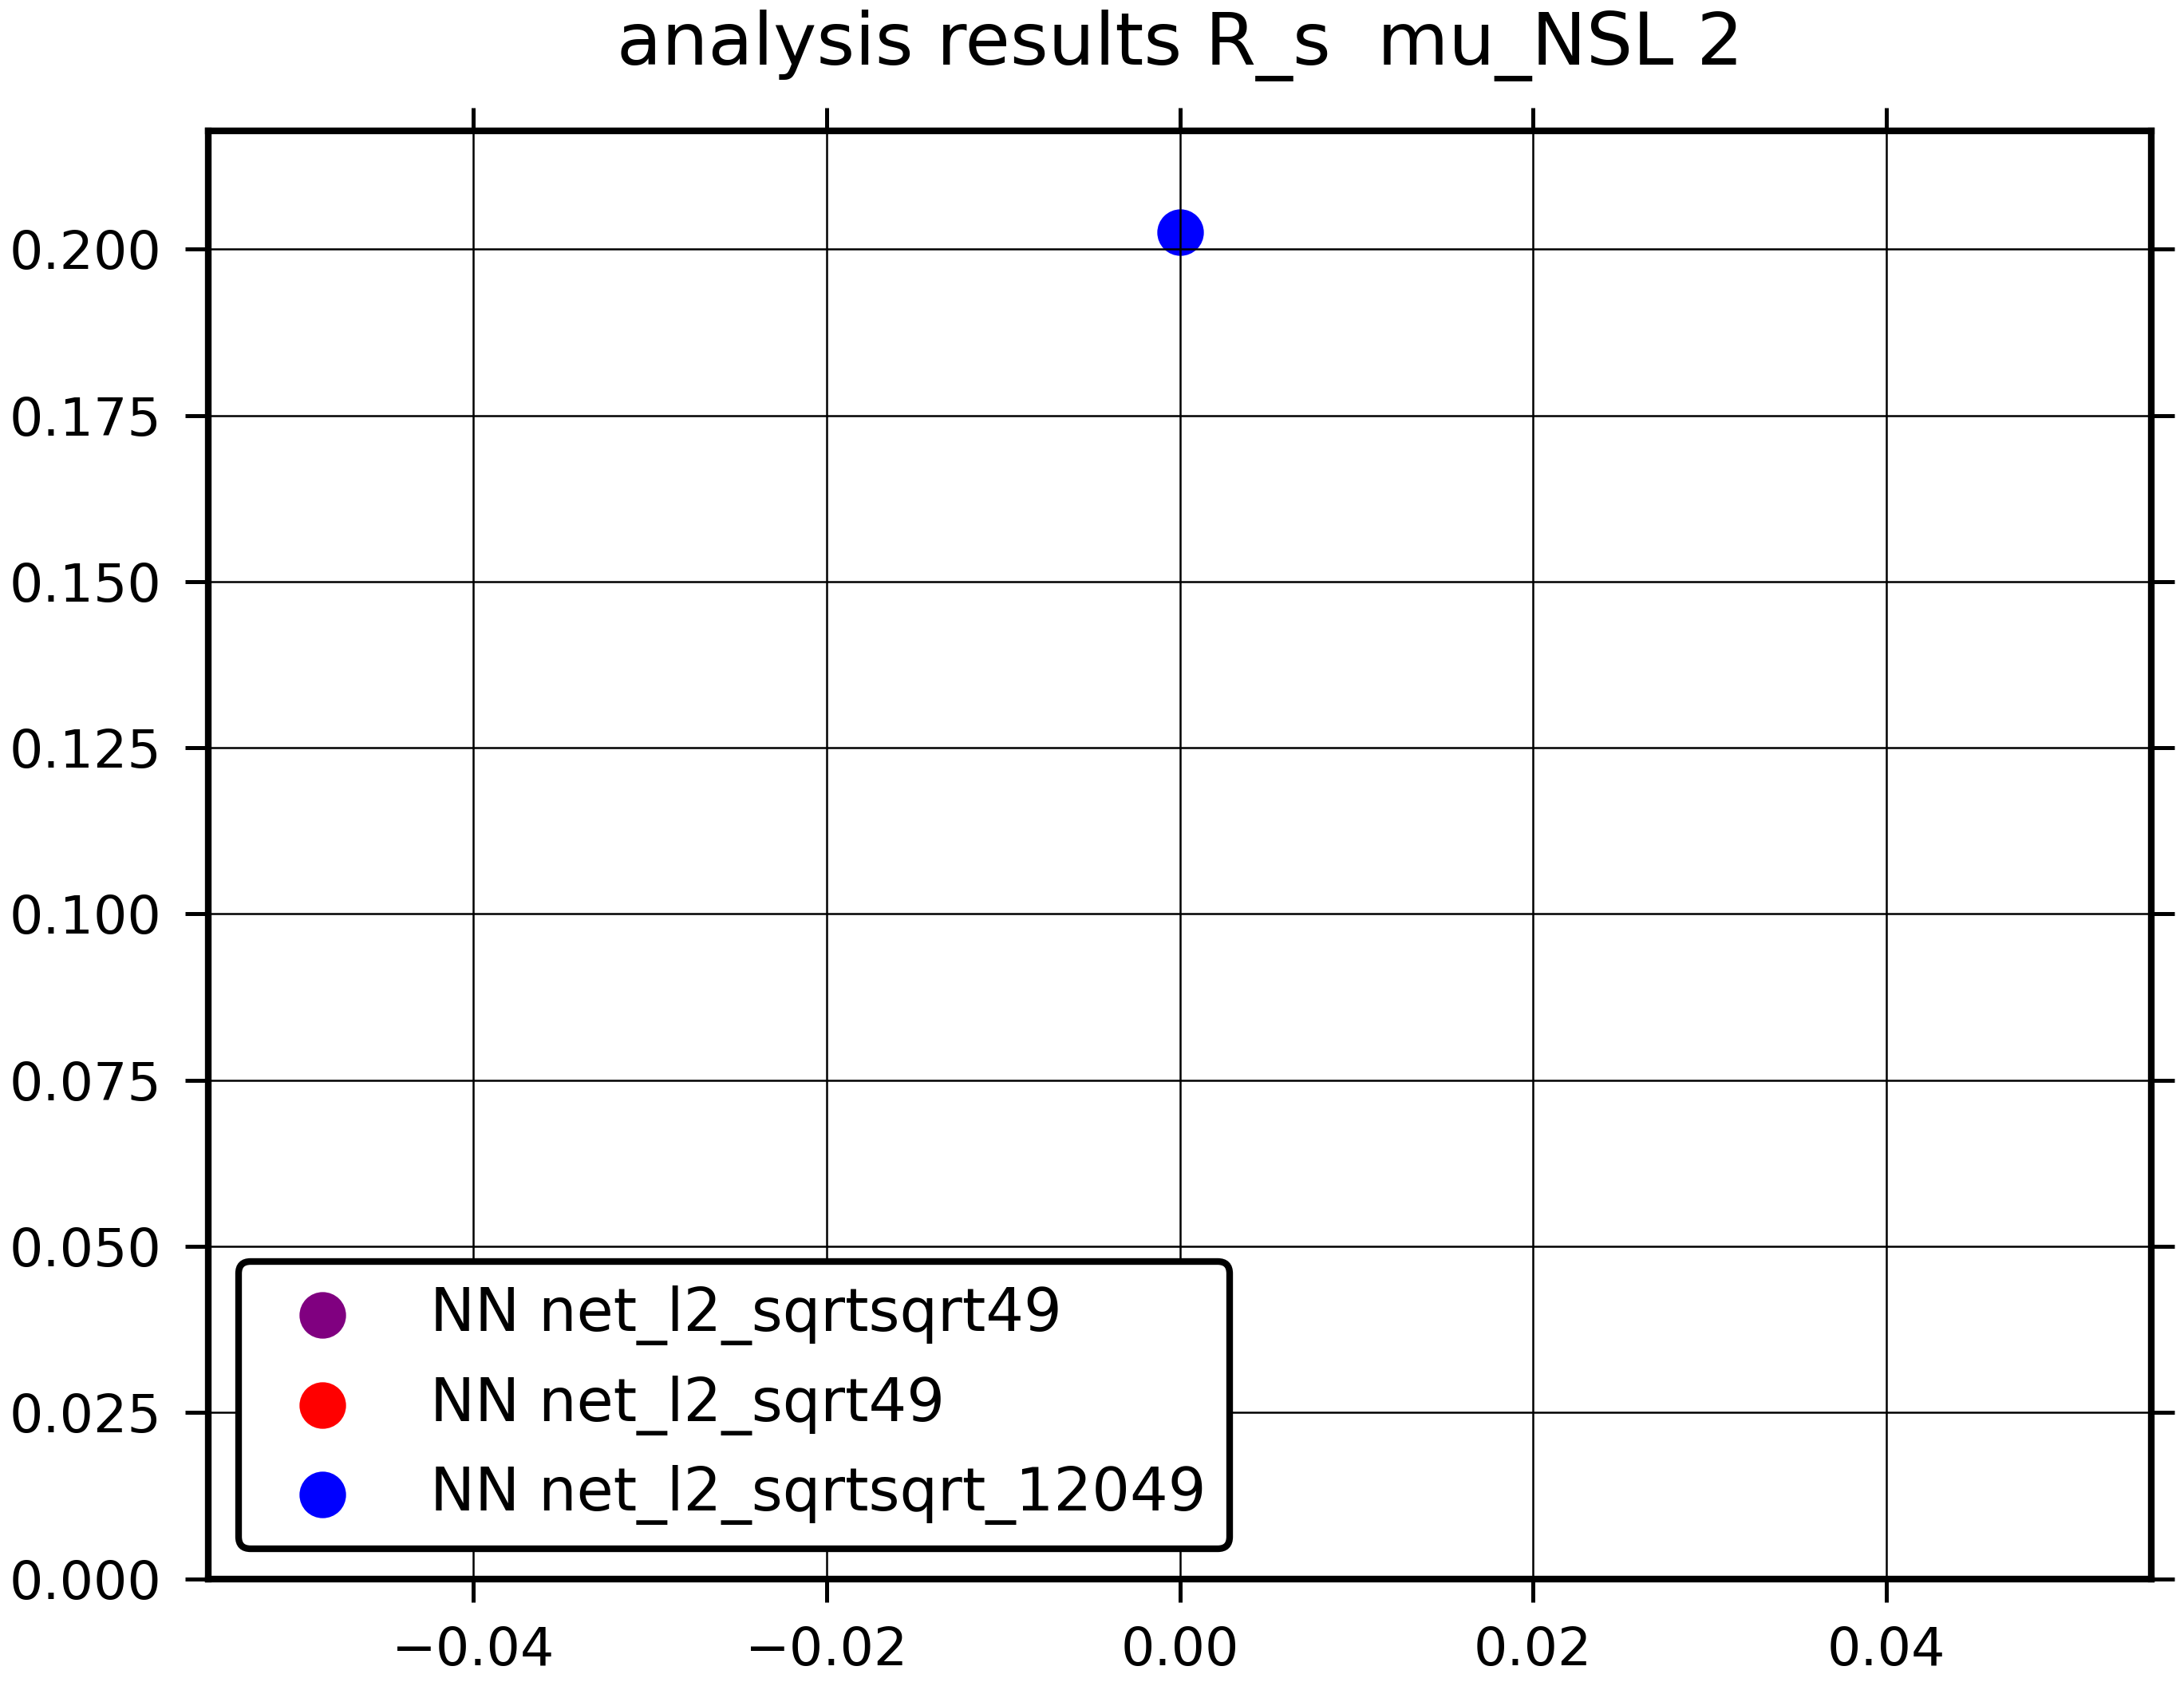 analysis results R_s  mu_NSL 2
0.200
0.175
0.150
0.125
0.100
0.075
0.050
0.025
0.000
NN net_l2_sqrtsqrt49
NN net_l2_sqrt49
NN net_l2_sqrtsqrt_12049
−0.04 −0.02 0.00 0.02 0.04